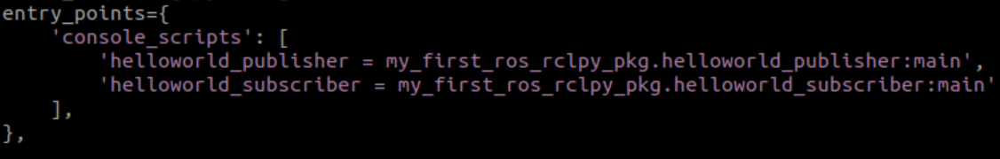 entry_points={
    'console_scripts': [
        'helloworld_publisher = my_first_ros_rclpy_pkg.helloworld_publisher:main',
        'helloworld_subscriber = my_first_ros_rclpy_pkg.helloworld_subscriber:main'
    ],
},